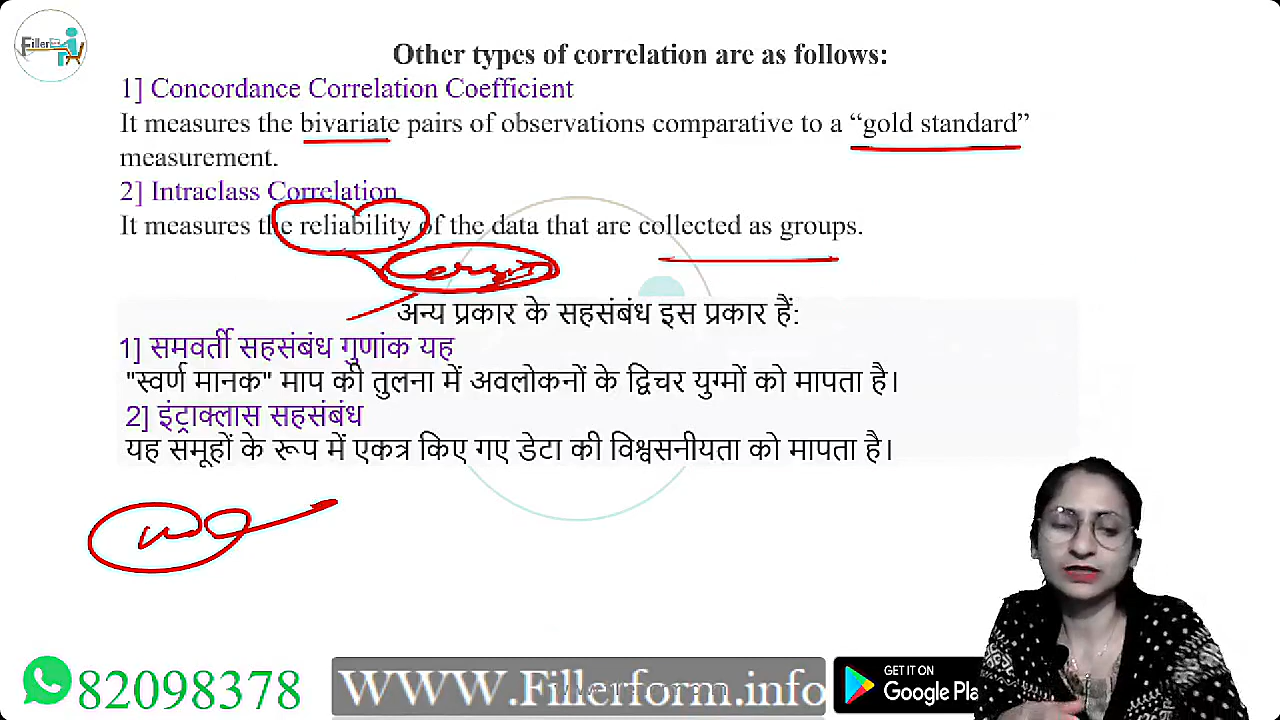 Fillerform
Other types of correlation are as follows:
1] Concordance Correlation Coefficient
It measures the bivariate pairs of observations comparative to a “gold standard”
measurement.
2] Intraclass Correlation
It measures the reliability of the data that are collected as groups.
अन्य प्रकार के सहसंबंध इस प्रकार हैं:
1] समवर्ती सहसंबंध गुणांक यह
"स्वर्ण मानक" माप की तुलना में अवलोकनों के द्विचर युग्मों को मापता है।
2] इंट्राक्लास सहसंबंध
यह समूहों के रूप में एकत्र किए गए डेटा की विश्वसनीयता को मापता है।
82098378
WWW.Fillerform.info
GET IT ON
Google Pla